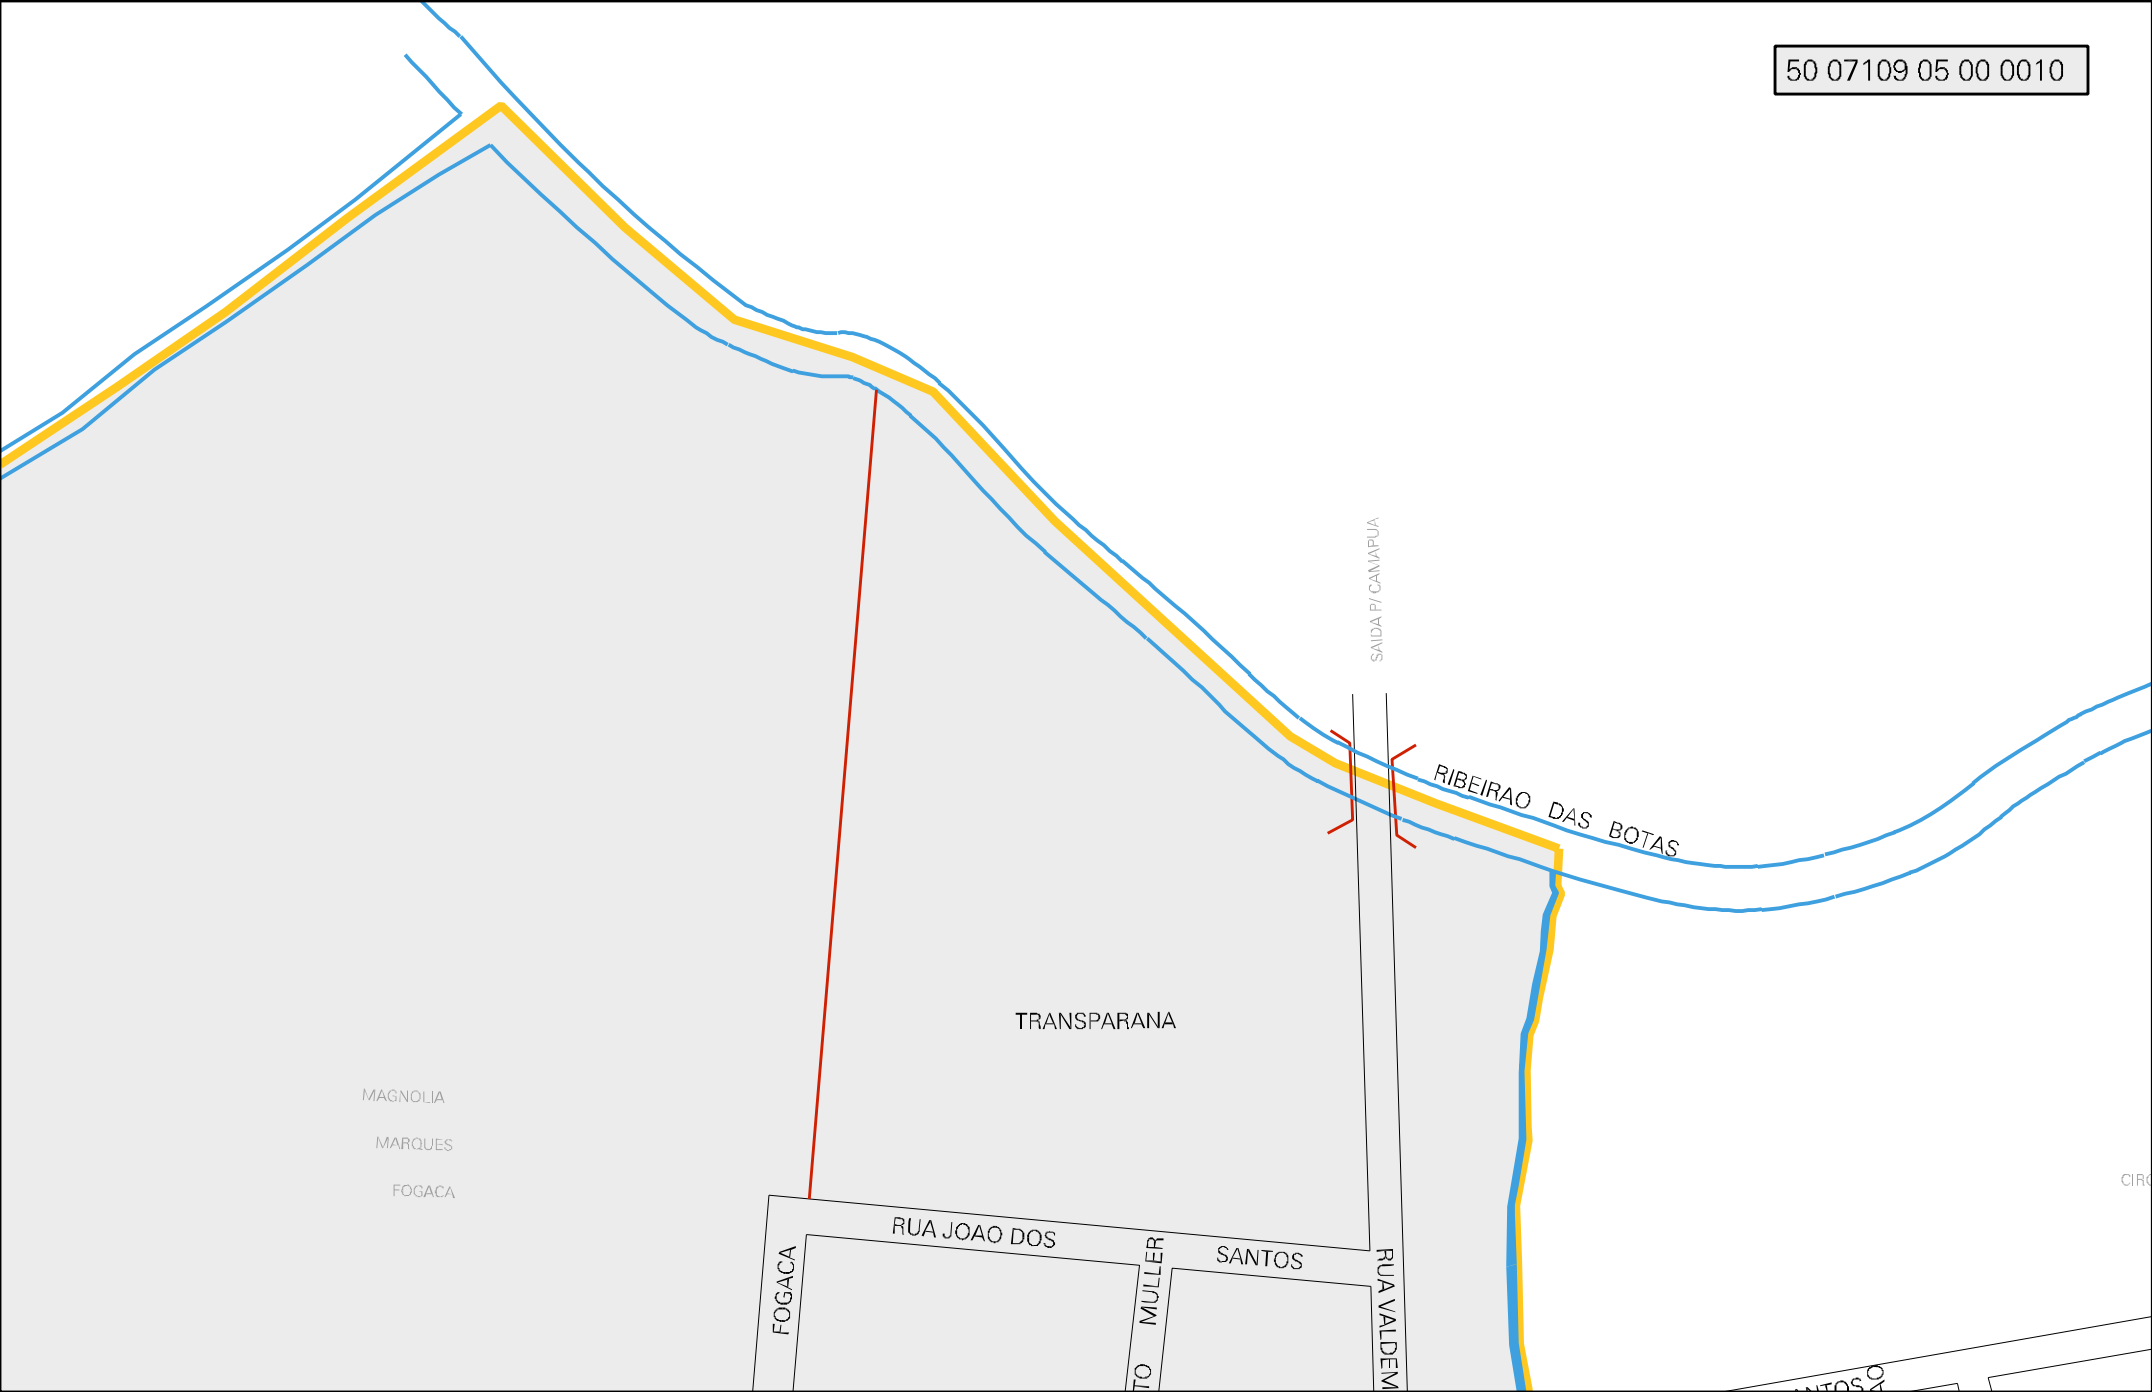 50 07109 05 00 0010
SAIDA P/ CAMAPUA
RIBEIRAO DAS BOTAS
TRANSPARANA
MAGNOLIA
MARQUES
FOGACA
RUA JOAO DOS SANTOS
FOGACA
MULLER
RUA VALDEM